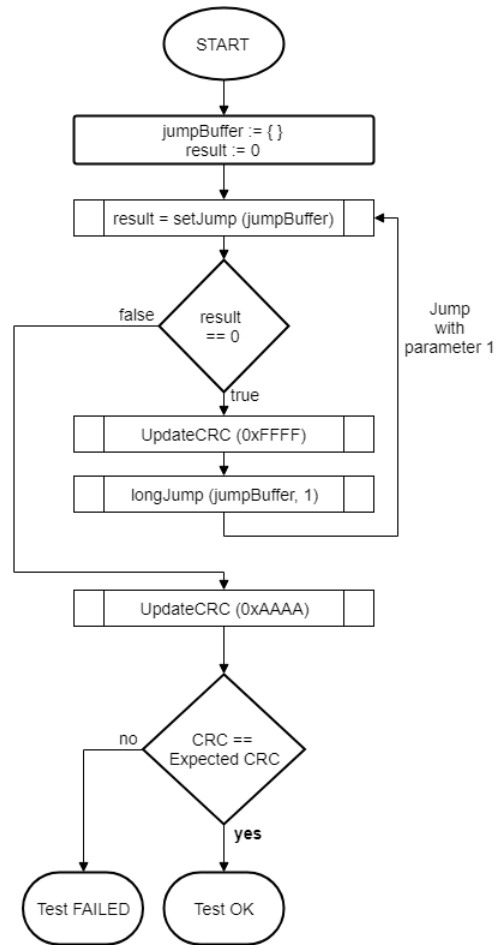 START
jumpBuffer := { }
result := 0
result = setJump (jumpBuffer)
false
result
== 0
Jump
with
parameter 1
true
UpdateCRC (0xFFFF)
longJump (jumpBuffer, 1)
UpdateCRC (0xAAAA)
no
CRC ==
Expected CRC
yes
Test FAILED
Test OK